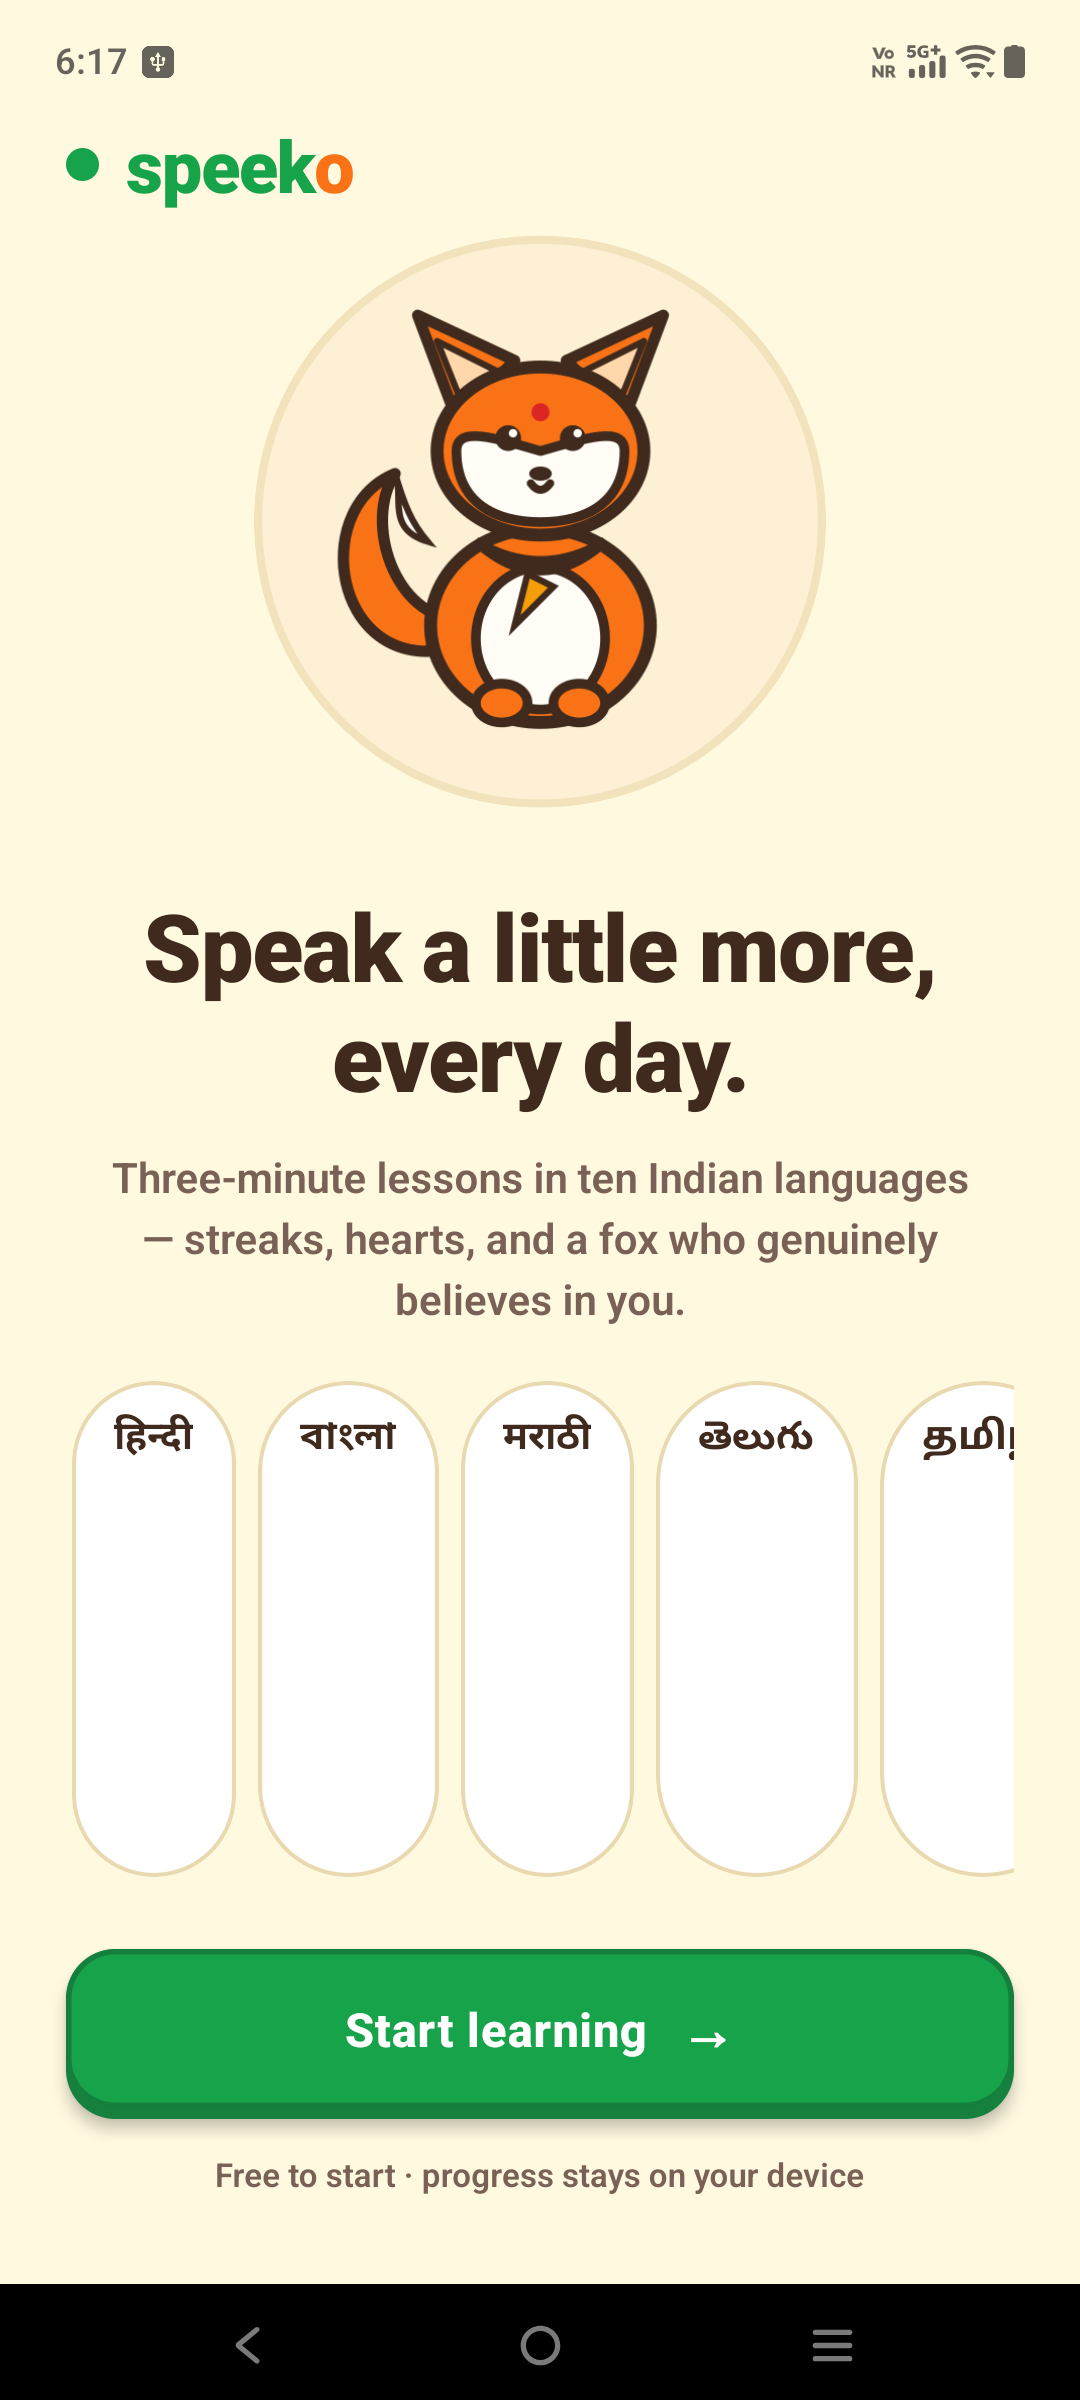 6:17
Vo
NR
5G+
speeko
Speak a little more,
every day.
Three-minute lessons in ten Indian languages
— streaks, hearts, and a fox who genuinely
believes in you.
हिन्दी
বাংলা
मराठी
తెలుగు
Start learning →
Free to start · progress stays on your device